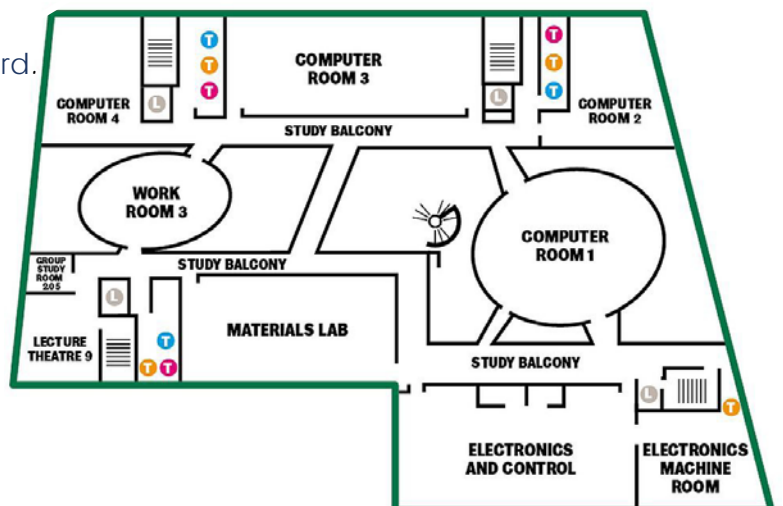 rd.
T
T
T
T
T
T
L
L
COMPUTER
ROOM 3
COMPUTER
ROOM 4
COMPUTER
ROOM 2
STUDY BALCONY
WORK
ROOM 3
COMPUTER
ROOM 1
GROUP
STUDY
ROOM
205
STUDY BALCONY
L
LECTURE
THEATRE 9
T
T
T
MATERIALS LAB
STUDY BALCONY
L
T
ELECTRONICS
AND CONTROL
ELECTRONICS
MACHINE
ROOM